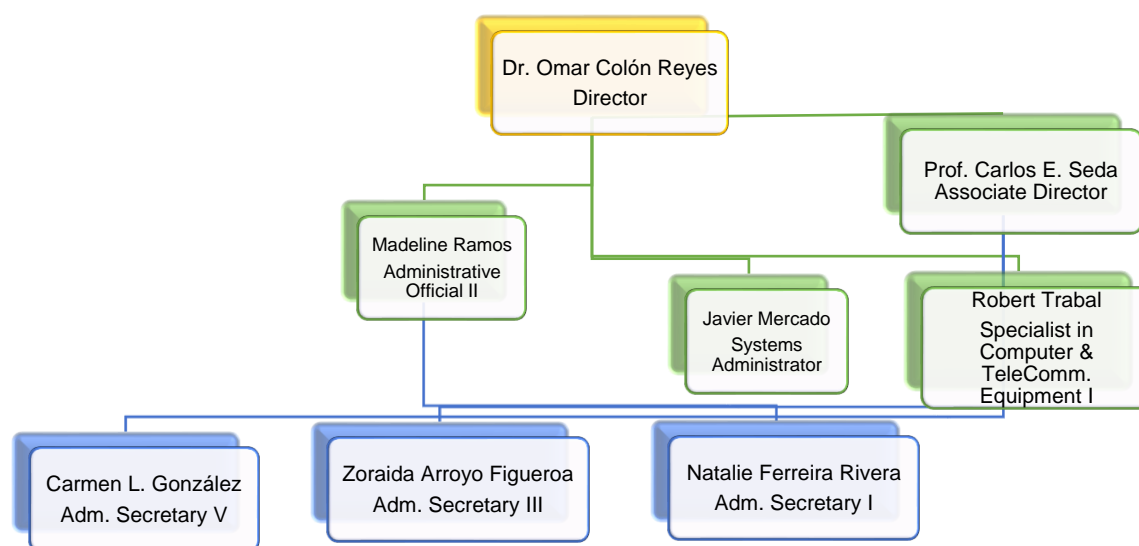 Dr. Omar Colón Reyes
Director
Prof. Carlos E. Seda
Associate Director
Madeline Ramos
Administrative
Official II
Javier Mercado
Systems
Administrator
Robert Trabal
Specialist in
Computer &
TeleComm.
Equipment I
Carmen L. González
Adm. Secretary V
Zoraida Arroyo Figueroa
Adm. Secretary III
Natalie Ferreira Rivera
Adm. Secretary I